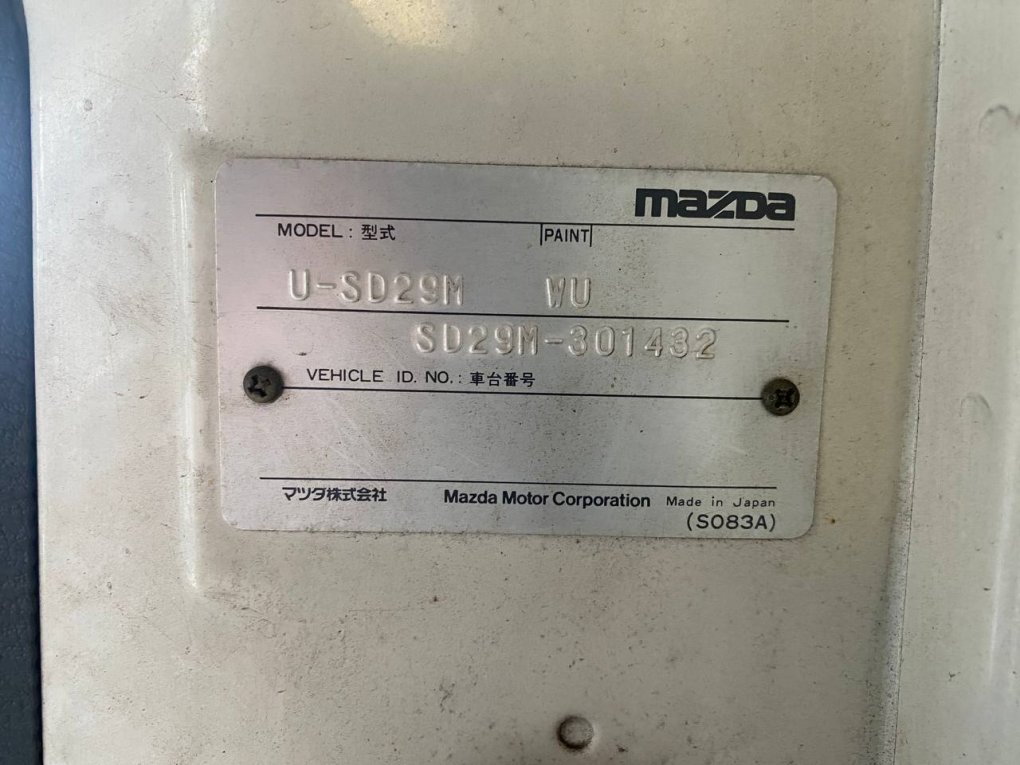 mazda
MODEL : 型式 PAINT
U-SD29M WU
SD29M-301432
VEHICLE ID. NO. : 車台番号
マツダ株式会社 Mazda Motor Corporation Made in Japan
(S083A)